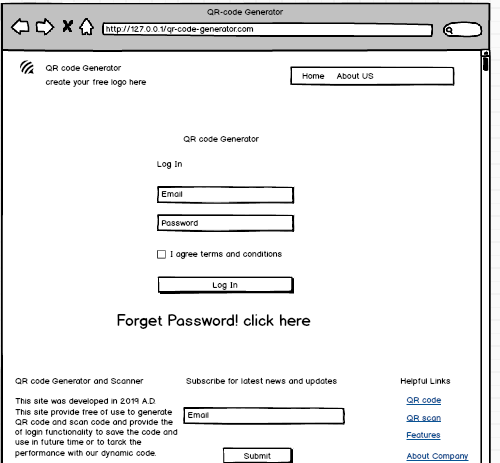 QR-code Generator
http://127.0.0.1/qr-code-generator.com
QR code Generator
create your free logo here
Home About US
QR code Generator
Log In
Email
Password
I agree terms and conditions
Log In
Forget Password! click here
QR code Generator and Scanner
This site was developed in 2019 A.D.
This site provide free of use to generate
QR code and scan code and provide the
of login functionality to save the code and
use in future time or to tarck the
performance with our dynamic code.
Subscribe for latest news and updates
Email
Submit
Helpful Links
QR code
QR scan
Features
About Company